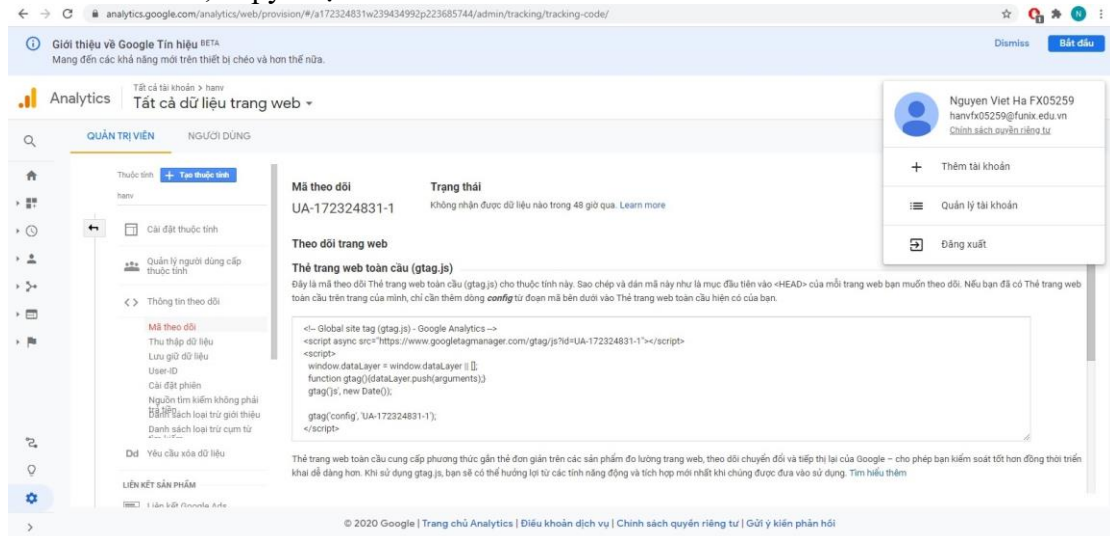 analytics.google.com/analytics/web/provision/#/a172324831w239434992p223685744/admin/tracking/tracking-code/
Giới thiệu về Google Tín hiệu BETA
Mang đến các khả năng mới trên thiết bị chéo và hơn thế nữa.
Dismiss
Bắt đầu
Analytics
Tất cả tài khoản > hanv
Tất cả dữ liệu trang web
Nguyen Viet Ha FX05259
hanvfx05259@funix.edu.vn
Chính sách quyền riêng tư
Thêm tài khoản
Quản lý tài khoản
Đăng xuất
QUẢN TRỊ VIÊN
NGƯỜI DÙNG
Thuộc tính
+ Tạo thuộc tính
hanv
Cài đặt thuộc tính
Quản lý người dùng cấp
thuộc tính
Thông tin theo dõi
Mã theo dõi
Thu thập dữ liệu
Lưu giữ dữ liệu
User-ID
Cài đặt phiên
Nguồn tìm kiếm không phải
trả tiền
Danh sách loại trừ giới thiệu
Danh sách loại trừ cụm từ
tìm kiếm
Dd Yêu cầu xóa dữ liệu
LIÊN KẾT SẢN PHẨM
Liên kết Google Ads
Mã theo dõi
UA-172324831-1
Trạng thái
Không nhận được dữ liệu nào trong 48 giờ qua. Learn more
Theo dõi trang web
Thẻ trang web toàn cầu (gtag.js)
Đây là mã theo dõi Thẻ trang web toàn cầu (gtag.js) cho thuộc tính này. Sao chép và dán mã này như là mục đầu tiên vào <HEAD> của mỗi trang web bạn muốn theo dõi. Nếu bạn đã có Thẻ trang web
toàn cầu trên trang của mình, chỉ cần thêm dòng config từ đoạn mã bên dưới vào Thẻ trang web toàn cầu hiện có của bạn.
<!-- Global site tag (gtag.js) - Google Analytics -->
<script async src="https://www.googletagmanager.com/gtag/js?id=UA-172324831-1"></script>
<script>
window.dataLayer = window.dataLayer || [];
function gtag(){dataLayer.push(arguments);}
gtag('js', new Date());
gtag('config', 'UA-172324831-1');
</script>
Thẻ trang web toàn cầu cung cấp phương thức gắn thẻ đơn giản trên các sản phẩm đo lường trang web, theo dõi chuyển đổi và tiếp thị lại của Google – cho phép bạn kiểm soát tốt hơn đồng thời triển
khai dễ dàng hơn. Khi sử dụng gtag.js, bạn sẽ có thể hưởng lợi từ các tính năng động và tích hợp mới nhất khi chúng được đưa vào sử dụng. Tìm hiểu thêm
© 2020 Google | Trang chủ Analytics | Điều khoản dịch vụ | Chính sách quyền riêng tư | Gửi ý kiến phản hồi